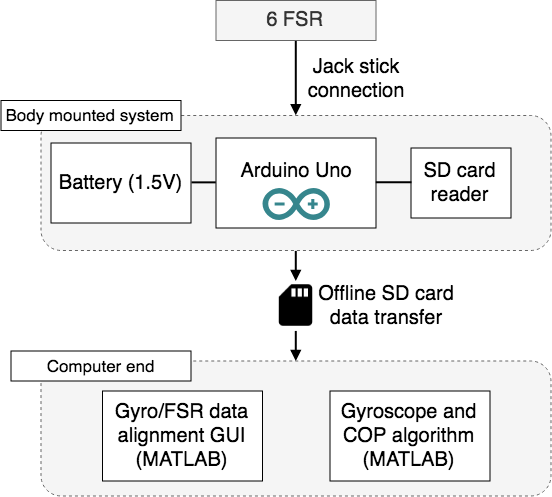 6 FSR
Jack stick
connection
Body mounted system
Battery (1.5V)
Arduino Uno
SD card
reader
Offline SD card
data transfer
Computer end
Gyro/FSR data
alignment GUI
(MATLAB)
Gyroscope and
COP algorithm
(MATLAB)